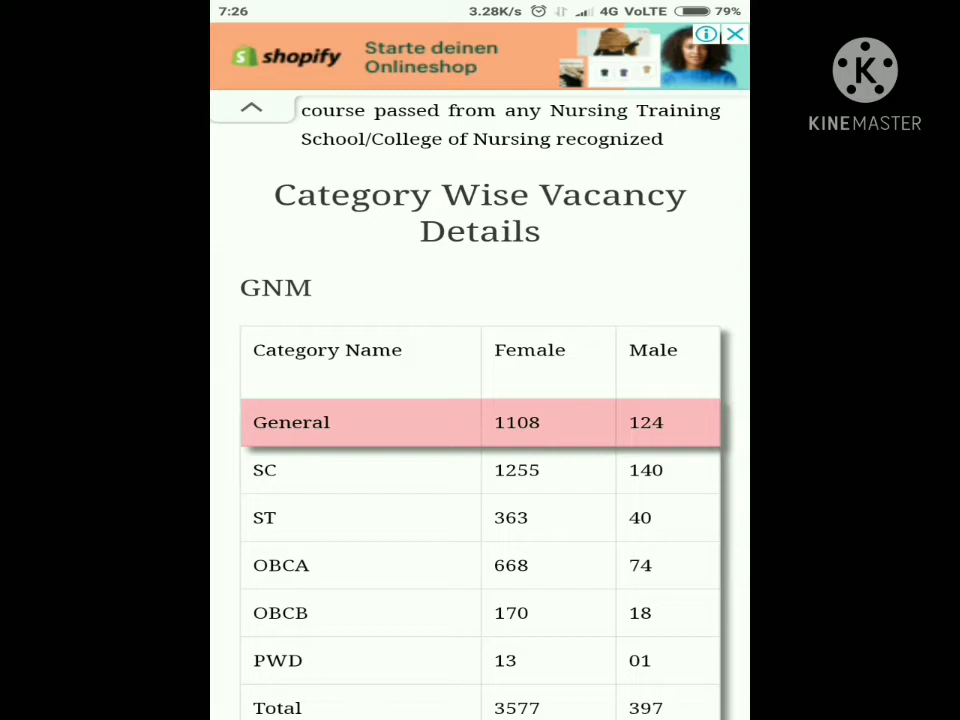 7:26 3.28K/s 4G VoLTE 79%
shopify Starte deinen Onlineshop
K
KINEMASTER
course passed from any Nursing Training
School/College of Nursing recognized
Category Wise Vacancy
Details
GNM
Category Name Female Male
General 1108 124
SC 1255 140
ST 363 40
OBCA 668 74
OBCB 170 18
PWD 13 01
Total 3577 397